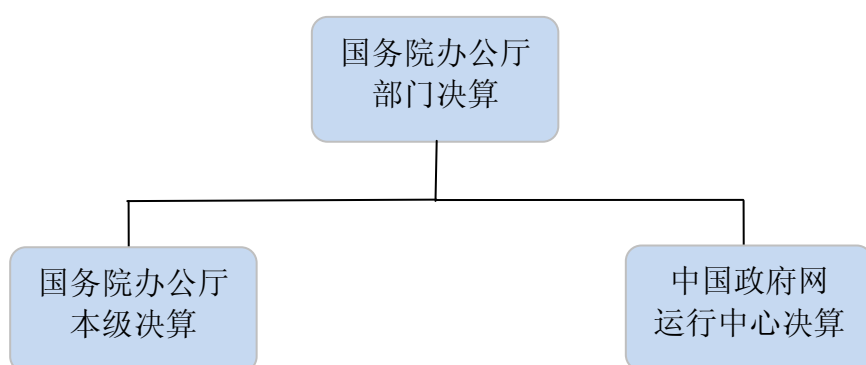 国务院办公厅
部门决算
国务院办公厅
本级决算
中国政府网
运行中心决算